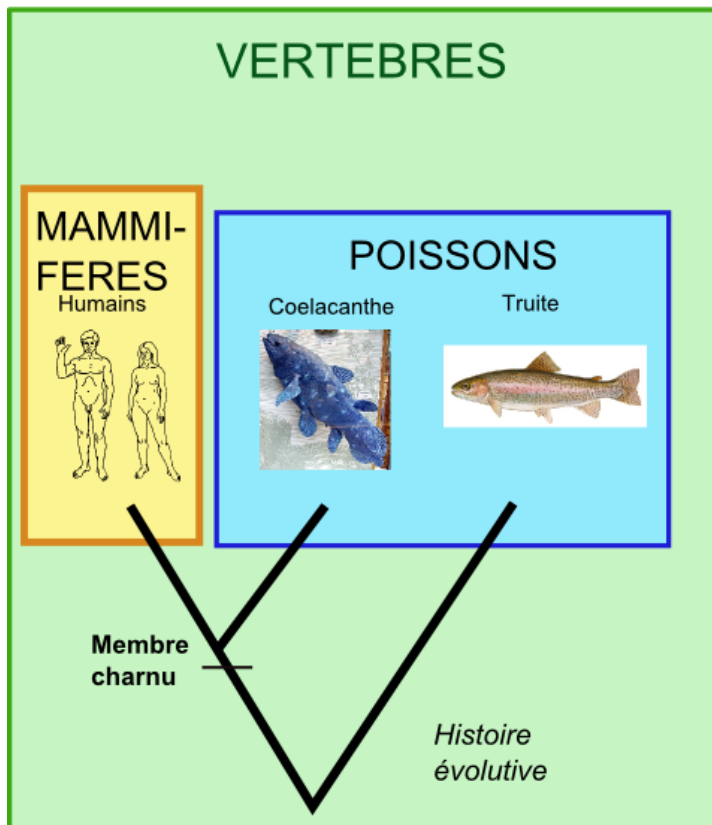 VERTEBRES
MAMMI-
FERES
Humains
POISSONS
Coelacanthe
Truite
Membre
charnu
Histoire
évolutive